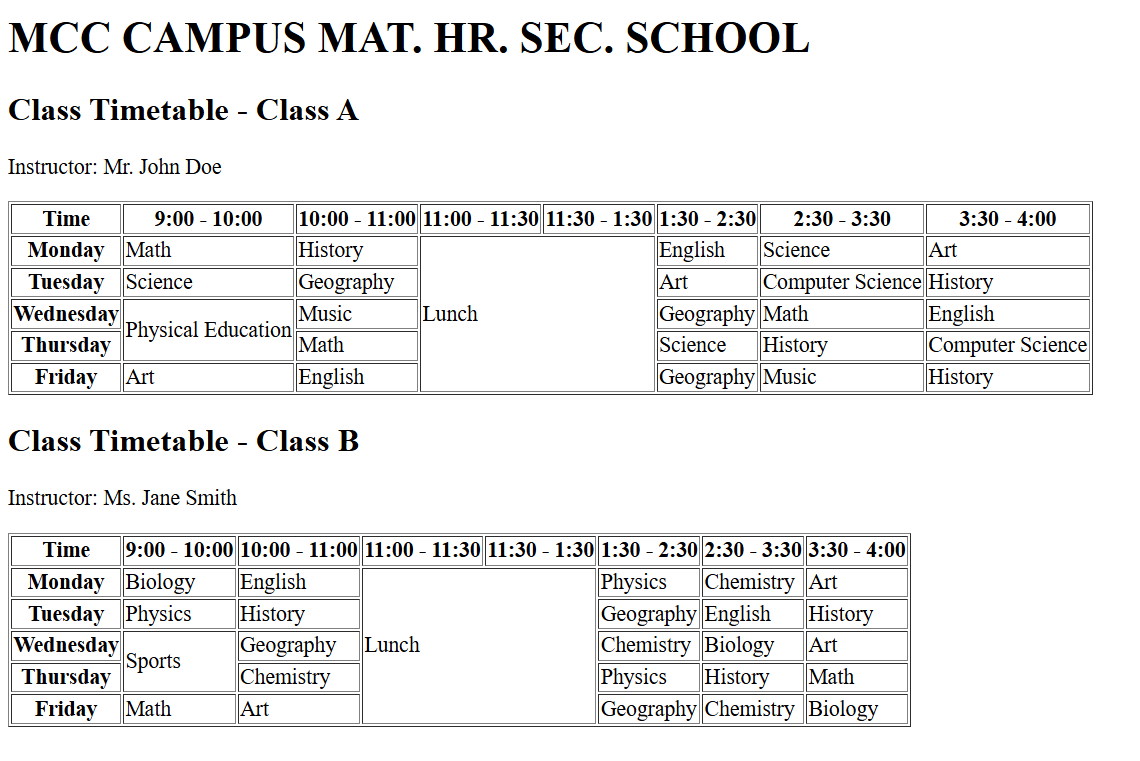 MCC CAMPUS MAT. HR. SEC. SCHOOL
Class Timetable - Class A
Instructor: Mr. John Doe
Time 9:00 - 10:00 10:00 - 11:00 11:00 - 11:30 11:30 - 1:30 1:30 - 2:30 2:30 - 3:30 3:30 - 4:00
Monday Math History English Science Art
Tuesday Science Geography Art Computer Science History
Wednesday Physical Education Music Lunch Geography Math English
Thursday Math Science History Computer Science
Friday Art English Geography Music History
Class Timetable - Class B
Instructor: Ms. Jane Smith
Time 9:00 - 10:00 10:00 - 11:00 11:00 - 11:30 11:30 - 1:30 1:30 - 2:30 2:30 - 3:30 3:30 - 4:00
Monday Biology English Physics Chemistry Art
Tuesday Physics History Geography English History
Wednesday Sports Geography Lunch Chemistry Biology Art
Thursday Chemistry Physics History Math
Friday Math Art Geography Chemistry Biology